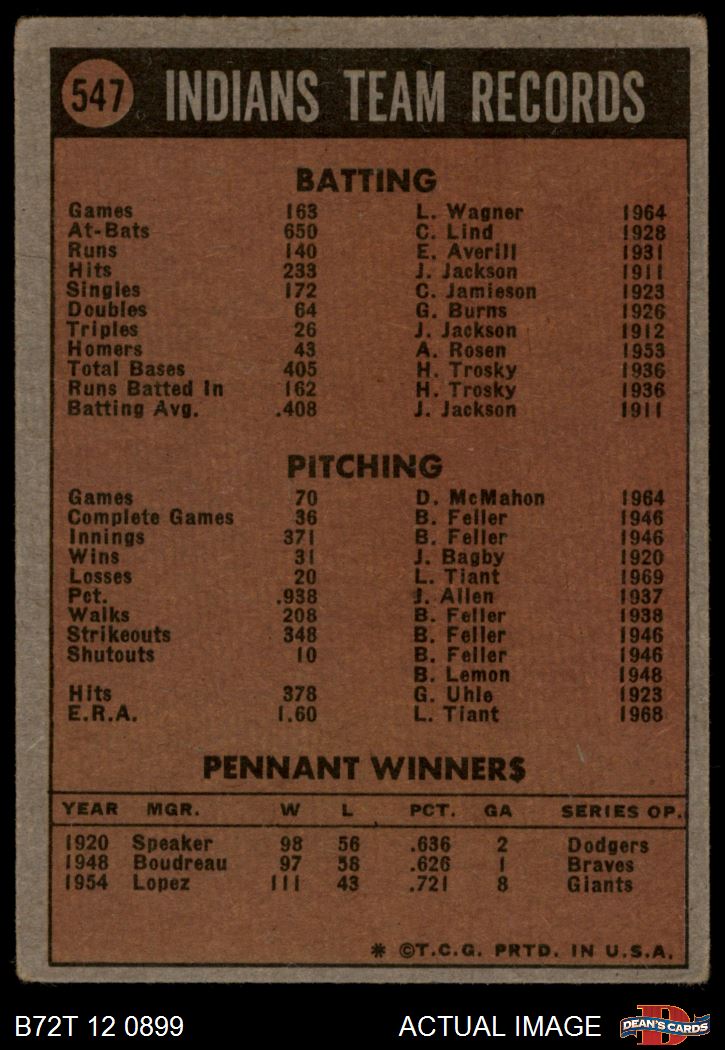 547 INDIANS TEAM RECORDS
BATTING
Games 163 L. Wagner 1964
At-Bats 650 C. Lind 1928
Runs 140 E. Averill 1931
Hits 233 J. Jackson 1911
Singles 172 C. Jamieson 1923
Doubles 64 G. Burns 1926
Triples 26 J. Jackson 1912
Homers 43 A. Rosen 1953
Total Bases 405 H. Trosky 1936
Runs Batted In 162 H. Trosky 1936
Batting Avg. .408 J. Jackson 1911
PITCHING
Games 70 D. McMahon 1964
Complete Games 36 B. Feller 1946
Innings 371 B. Feller 1946
Wins 31 J. Bagby 1920
Losses 20 L. Tiant 1969
Pct. .938 J. Allen 1937
Walks 208 B. Feller 1938
Strikeouts 348 B. Feller 1946
Shutouts 10 B. Feller 1946
B. Lemon 1948
Hits 378 G. Uhle 1923
E.R.A. 1.60 L. Tiant 1968
PENNANT WINNERS
YEAR MGR. W L PCT. GA SERIES OP.
1920 Speaker 98 56 .636 2 Dodgers
1948 Boudreau 97 58 .626 1 Braves
1954 Lopez 111 43 .721 8 Giants
* ©T.C.G. PRTD. IN U.S.A.
B72T 12 0899 ACTUAL IMAGE D DEAN'S CARDS